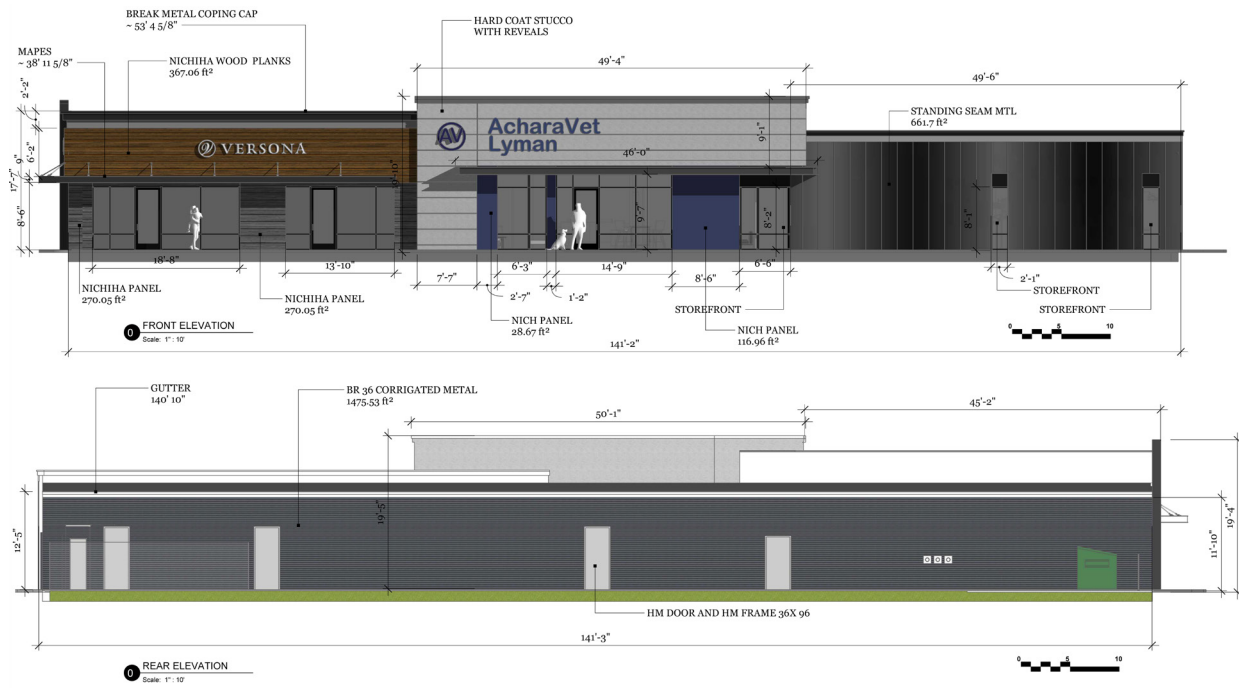 BREAK METAL COPING CAP
~ 53' 4 5/8"
HARD COAT STUCCO
WITH REVEALS
MAPES
~ 38' 11 5/8"
NICHIHA WOOD PLANKS
367.06 ft²
49'-4"
49'-6"
2'-2"
STANDING SEAM MTL
661.7 ft²
9'-1"
AV
AcharaVet
Lyman
VERSONA
6'-2"
46'-0"
17'-7"
8'-6"
9'-7"
8'-2"
8'-1"
18'-8"
13'-10"
7'-7"
6'-3"
14'-9"
8'-6"
6'-6"
2'-1"
NICHIHA PANEL
270.05 ft²
NICHIHA PANEL
270.05 ft²
2'-7"
1'-2"
STOREFRONT
STOREFRONT
STOREFRONT
NICH PANEL
28.67 ft²
NICH PANEL
116.96 ft²
0
FRONT ELEVATION
Scale: 1" : 10'
0
5
10
141'-2"
GUTTER
140' 10"
BR 36 CORRIGATED METAL
1475.53 ft²
50'-1"
45'-2"
19'-5"
12'-5"
11'-10"
19'-4"
HM DOOR AND HM FRAME 36X 96
141'-3"
0
REAR ELEVATION
Scale: 1" : 10'
0
5
10